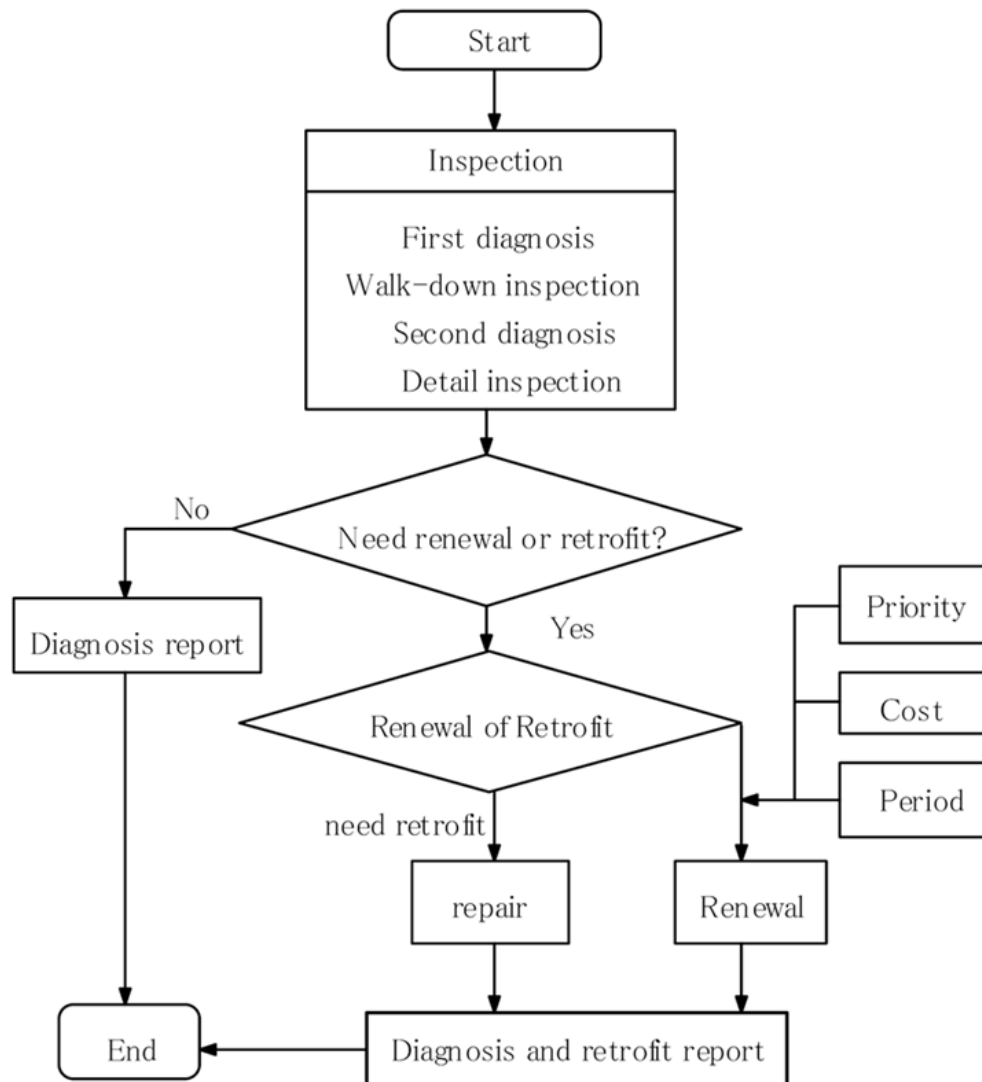 Start
Inspection
First diagnosis
Walk-down inspection
Second diagnosis
Detail inspection
No
Need renewal or retrofit?
Yes
Priority
Diagnosis report
Cost
Renewal of Retrofit
Period
need retrofit
repair
Renewal
End
Diagnosis and retrofit report